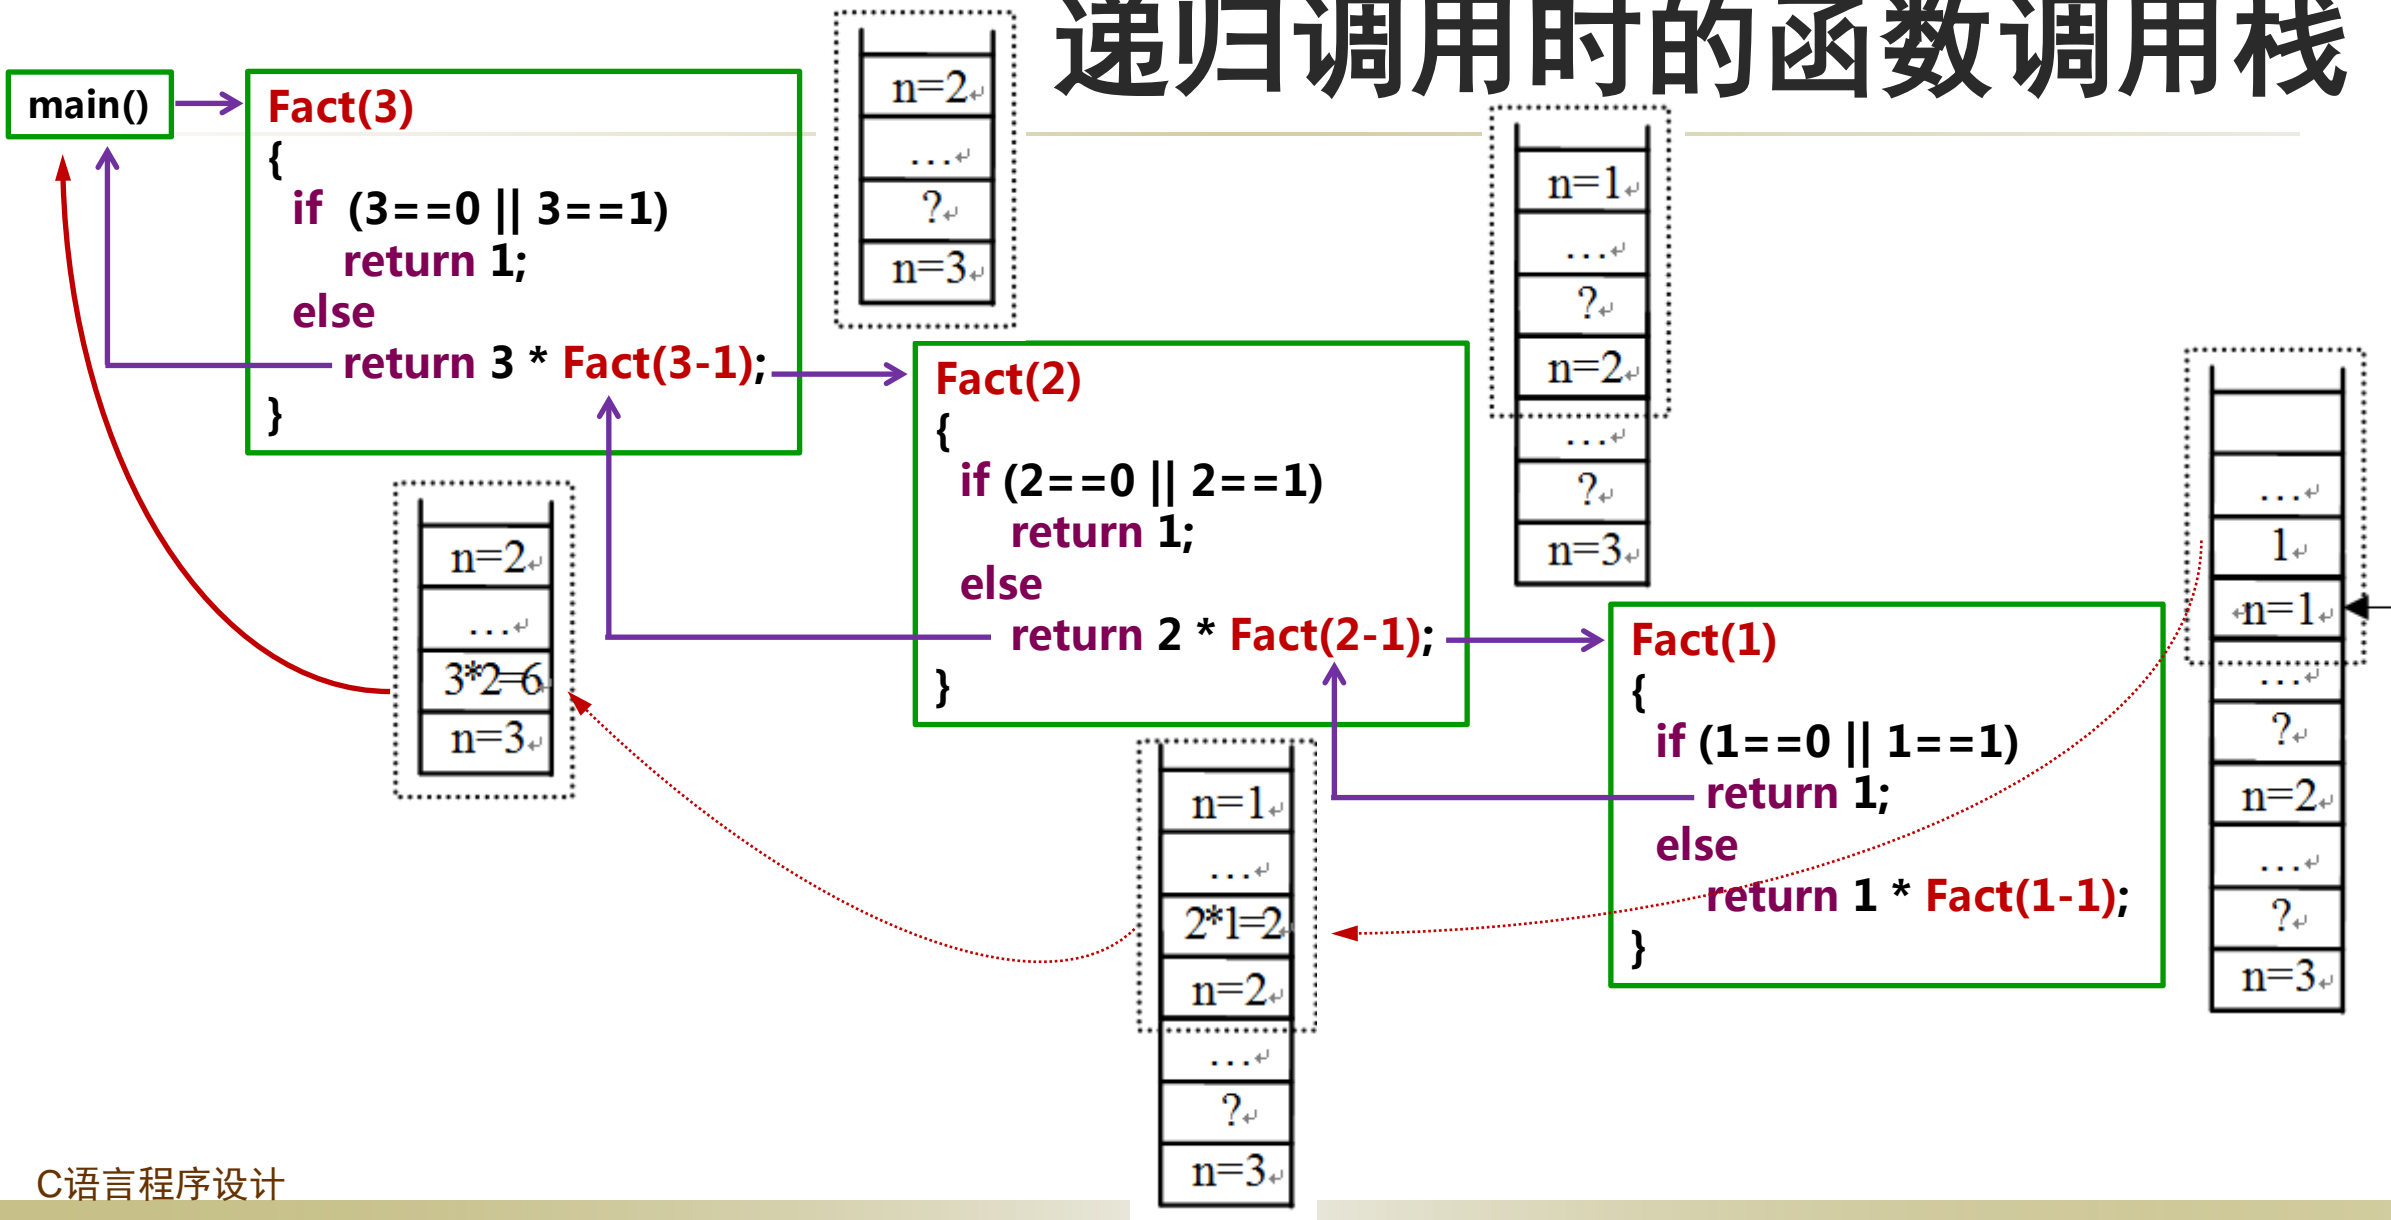 递归调用时的函数调用栈
main()
Fact(3)
{
if (3==0 || 3==1)
return 1;
else
return 3 * Fact(3-1);
}
n=2
…
?
n=3
Fact(2)
{
if (2==0 || 2==1)
return 1;
else
return 2 * Fact(2-1);
}
n=1
…
?
n=2
…
?
n=3
Fact(1)
{
if (1==0 || 1==1)
return 1;
else
return 1 * Fact(1-1);
}
…
1
n=1
…
?
n=2
…
?
n=3
n=1
…
2*1=2
n=2
…
?
n=3
n=2
…
3*2=6
n=3
C语言程序设计